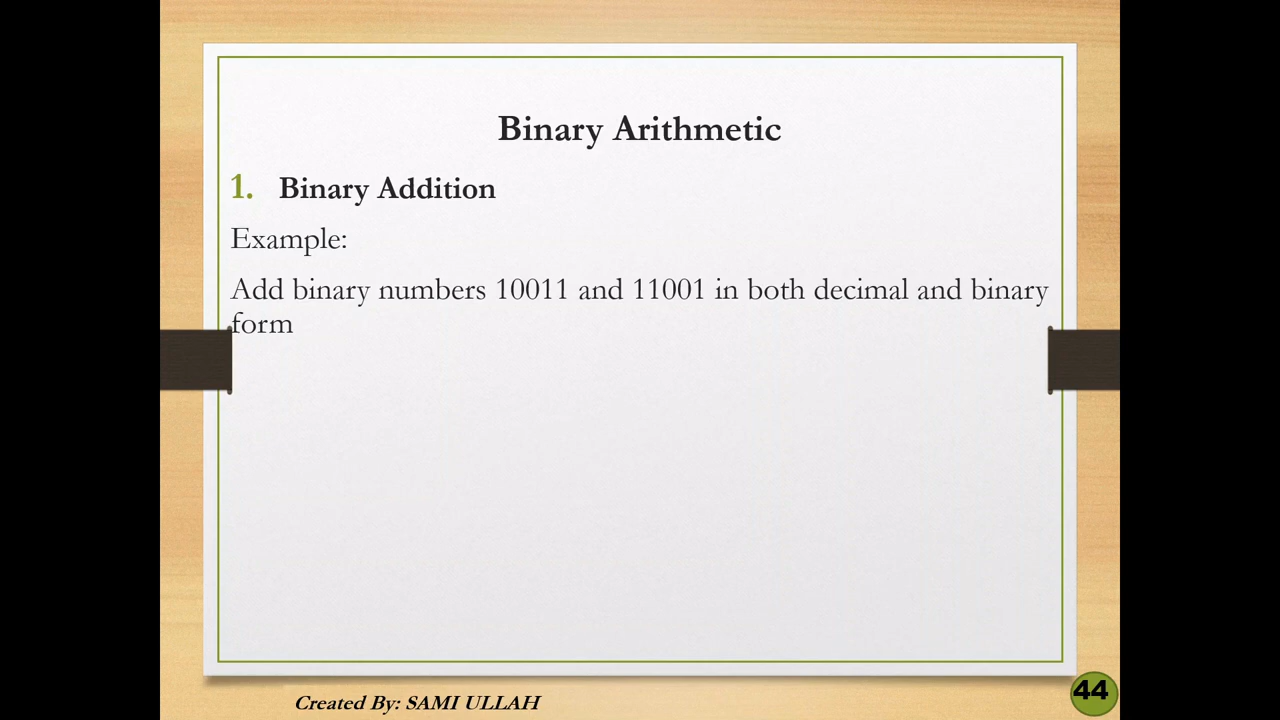 Binary Arithmetic
1. Binary Addition
Example:
Add binary numbers 10011 and 11001 in both decimal and binary
form
Created By: SAMI ULLAH
44